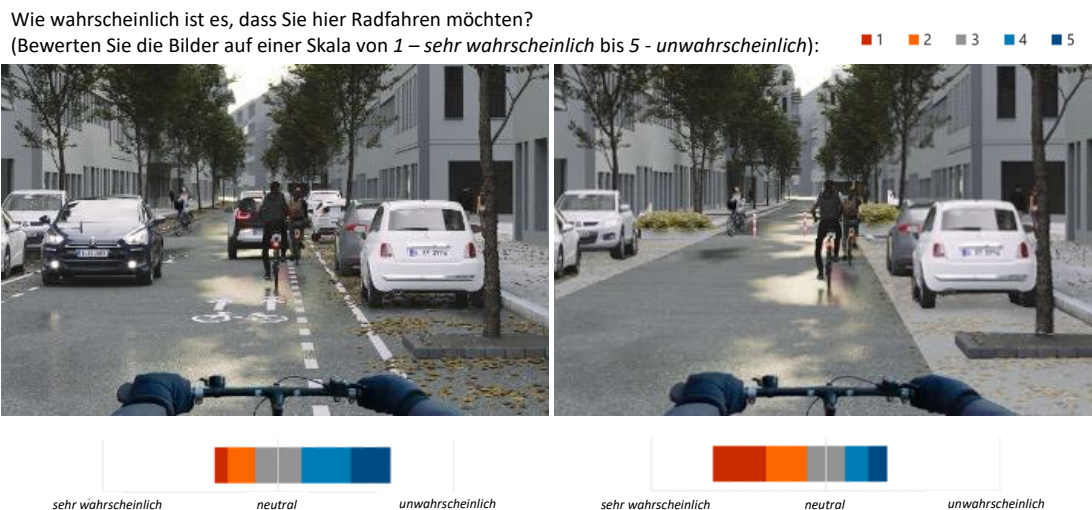 Wie wahrscheinlich ist es, dass Sie hier Radfahren möchten?
(Bewerten Sie die Bilder auf einer Skala von 1 – sehr wahrscheinlich bis 5 - unwahrscheinlich):
1 2 3 4 5
sehr wahrscheinlich neutral unwahrscheinlich
sehr wahrscheinlich neutral unwahrscheinlich